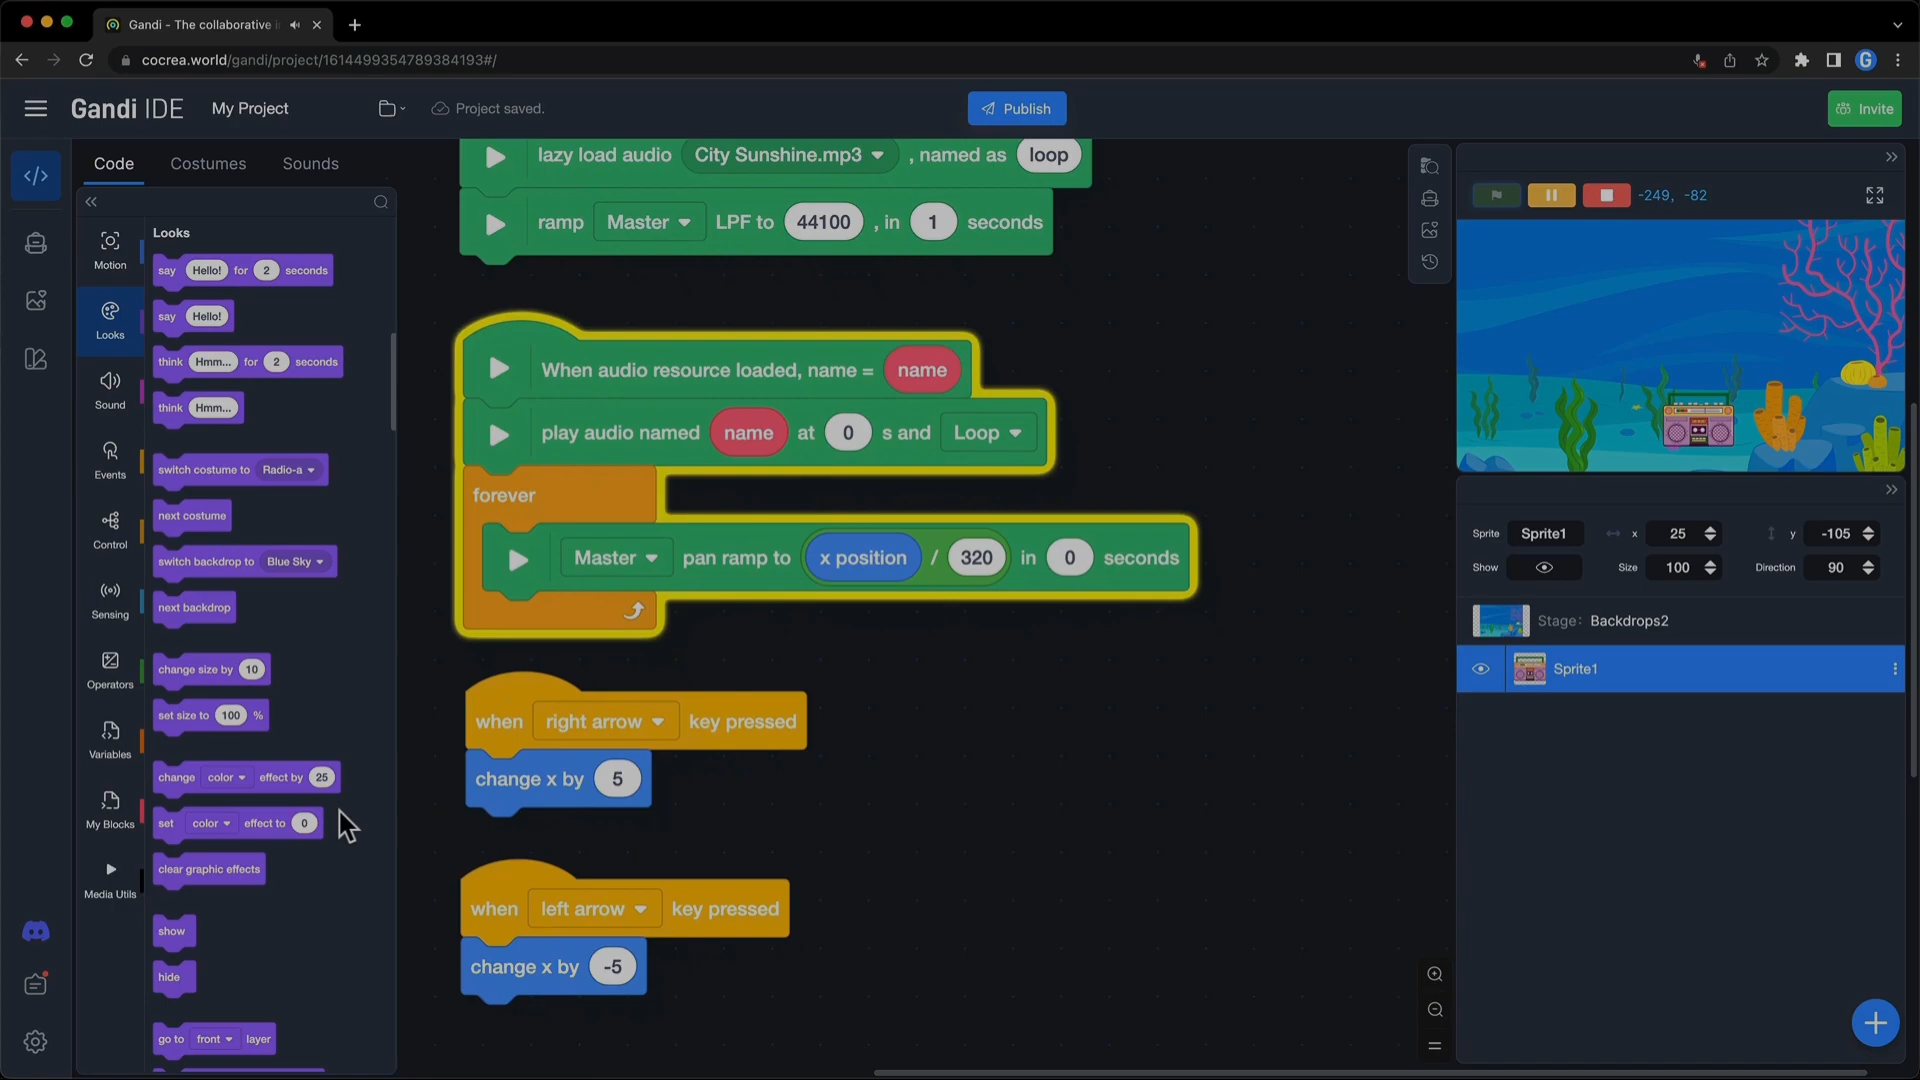 Gandi - The collaborative i
cocrea.world/gandi/project/1614499354789384193#/
G
Gandi IDE
My Project
Project saved.
Publish
Invite
Code
Costumes
Sounds
Motion
Looks
Sound
Events
Control
Sensing
Operators
Variables
My Blocks
Media Utils
Looks
say Hello! for 2 seconds
say Hello!
think Hmm... for 2 seconds
think Hmm...
switch costume to Radio-a
next costume
switch backdrop to Blue Sky
next backdrop
change size by 10
set size to 100 %
change color effect by 25
set color effect to 0
clear graphic effects
show
hide
go to front layer
lazy load audio City Sunshine.mp3 , named as loop
ramp Master LPF to 44100 , in 1 seconds
When audio resource loaded, name = name
play audio named name at 0 s and Loop
forever
Master pan ramp to x position / 320 in 0 seconds
when right arrow key pressed
change x by 5
when left arrow key pressed
change x by -5
-249, -82
Sprite Sprite1 x 25 y -105
Show Size 100 Direction 90
Stage: Backdrops2
Sprite1